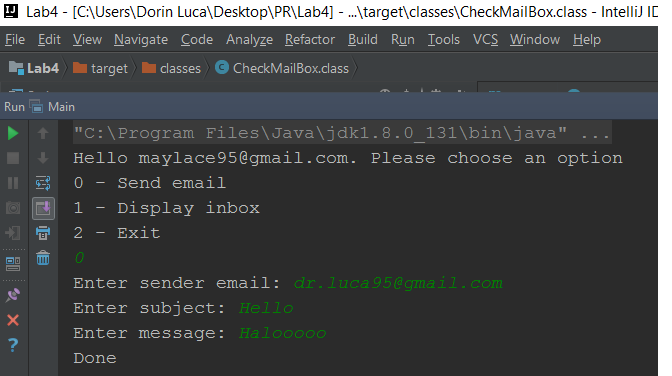 Lab4 - [C:\Users\Dorin Luca\Desktop\PR\Lab4] - ...\target\classes\CheckMailBox.class - IntelliJ ID
File Edit View Navigate Code Analyze Refactor Build Run Tools VCS Window Help
Lab4 target classes CheckMailBox.class
Run Main
"C:\Program Files\Java\jdk1.8.0_131\bin\java" ...
Hello maylace95@gmail.com. Please choose an option
0 - Send email
1 - Display inbox
2 - Exit
0
Enter sender email: dr.luca95@gmail.com
Enter subject: Hello
Enter message: Halooooo
Done